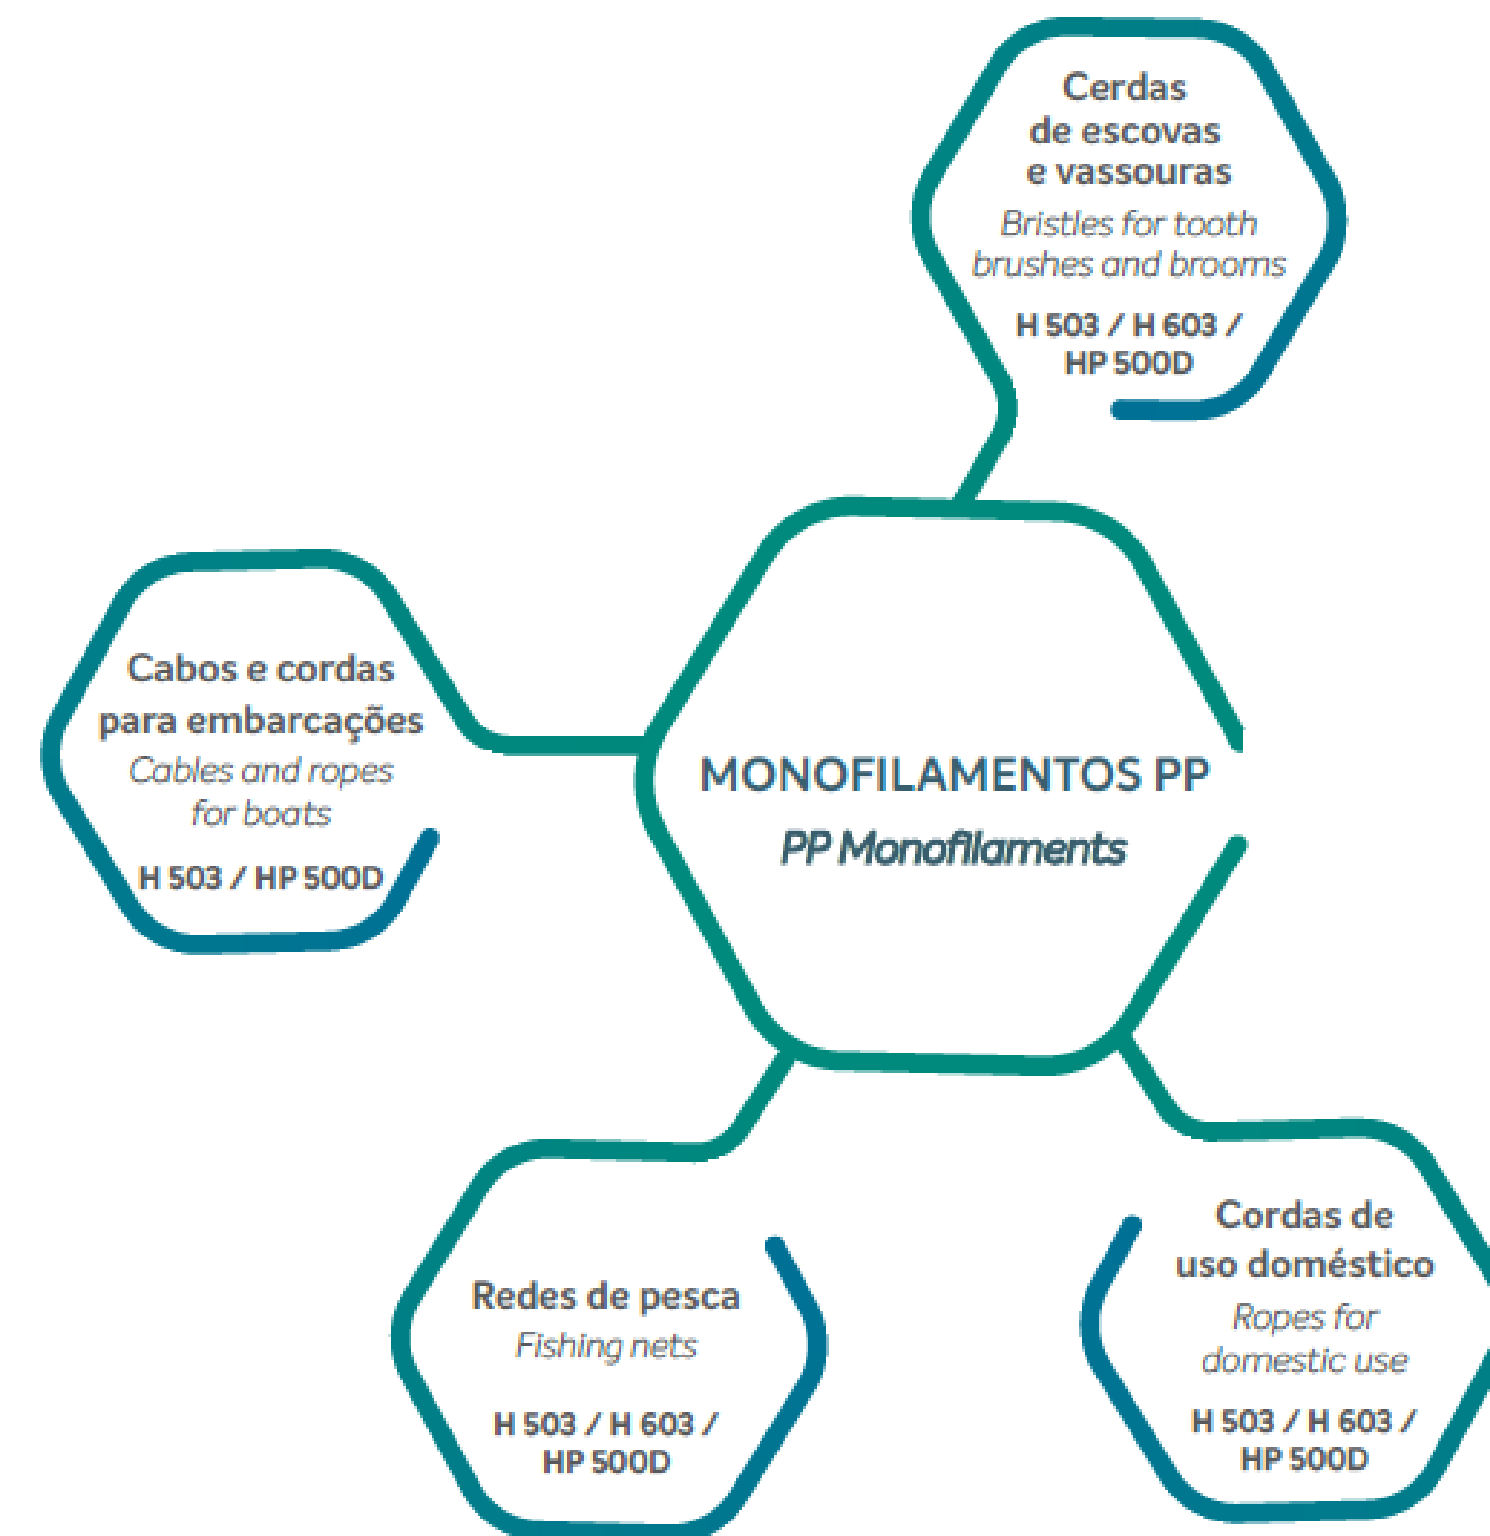 Cerdas
de escovas
e vassouras
Bristles for tooth
brushes and brooms
H 503 / H 603 /
HP 500D
Cabos e cordas
para embarcações
Cables and ropes
for boats
H 503 / HP 500D
MONOFILAMENTOS PP
PP Monofilaments
Redes de pesca
Fishing nets
H 503 / H 603 /
HP 500D
Cordas de
uso doméstico
Ropes for
domestic use
H 503 / H 603 /
HP 500D